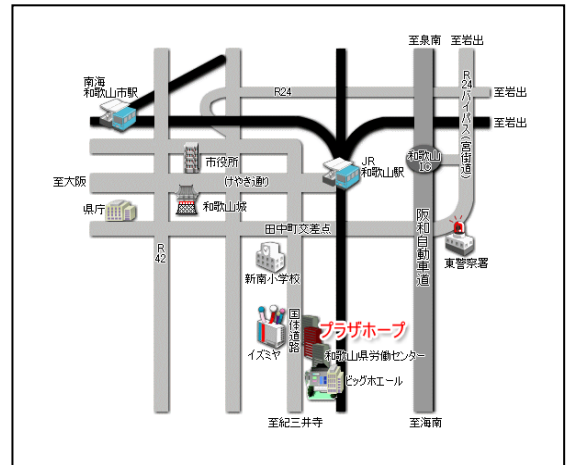 至泉南
至岩出
南海
和歌山市駅
R24
至岩出
R24バイパス(宮街道)
至岩出
市役所
JR
和歌山駅
和歌山
IC
至大阪
(けやき通り)
県庁
和歌山城
田中町交差点
阪和自動車道
R
42
新南小学校
東警察署
国体道路
プラザホープ
イズミヤ
和歌山県労働センター
ビッグホエール
至紀三井寺
至海南